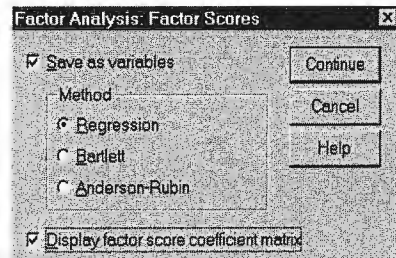 Factor Analysis: Factor Scores
Save as variables
Continue
Method
Cancel
Regression
Help
Bartlett
Anderson-Rubin
Display factor score coefficient matrix